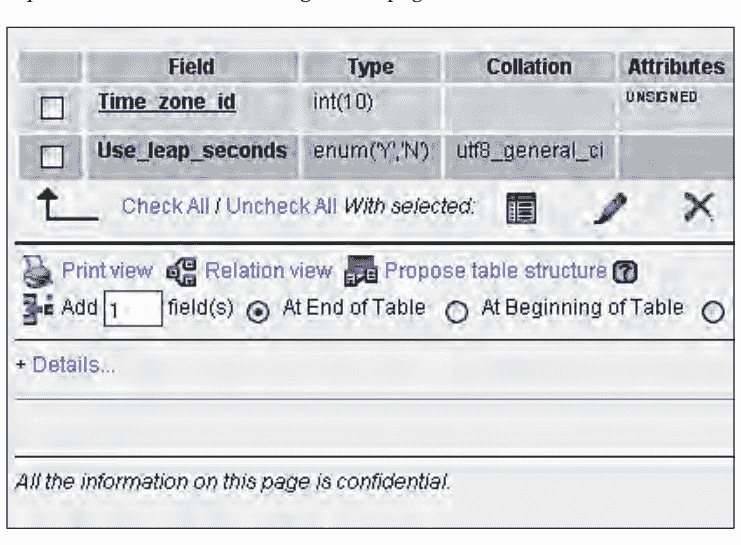 Field Type Collation Attributes
Time_zone_id int(10) UNSIGNED
Use_leap_seconds enum('Y','N') utf8_general_ci
Check All / Uncheck All With selected:
Print view Relation view Propose table structure ?
Add 1 field(s) At End of Table At Beginning of Table
+ Details...
All the information on this page is confidential.